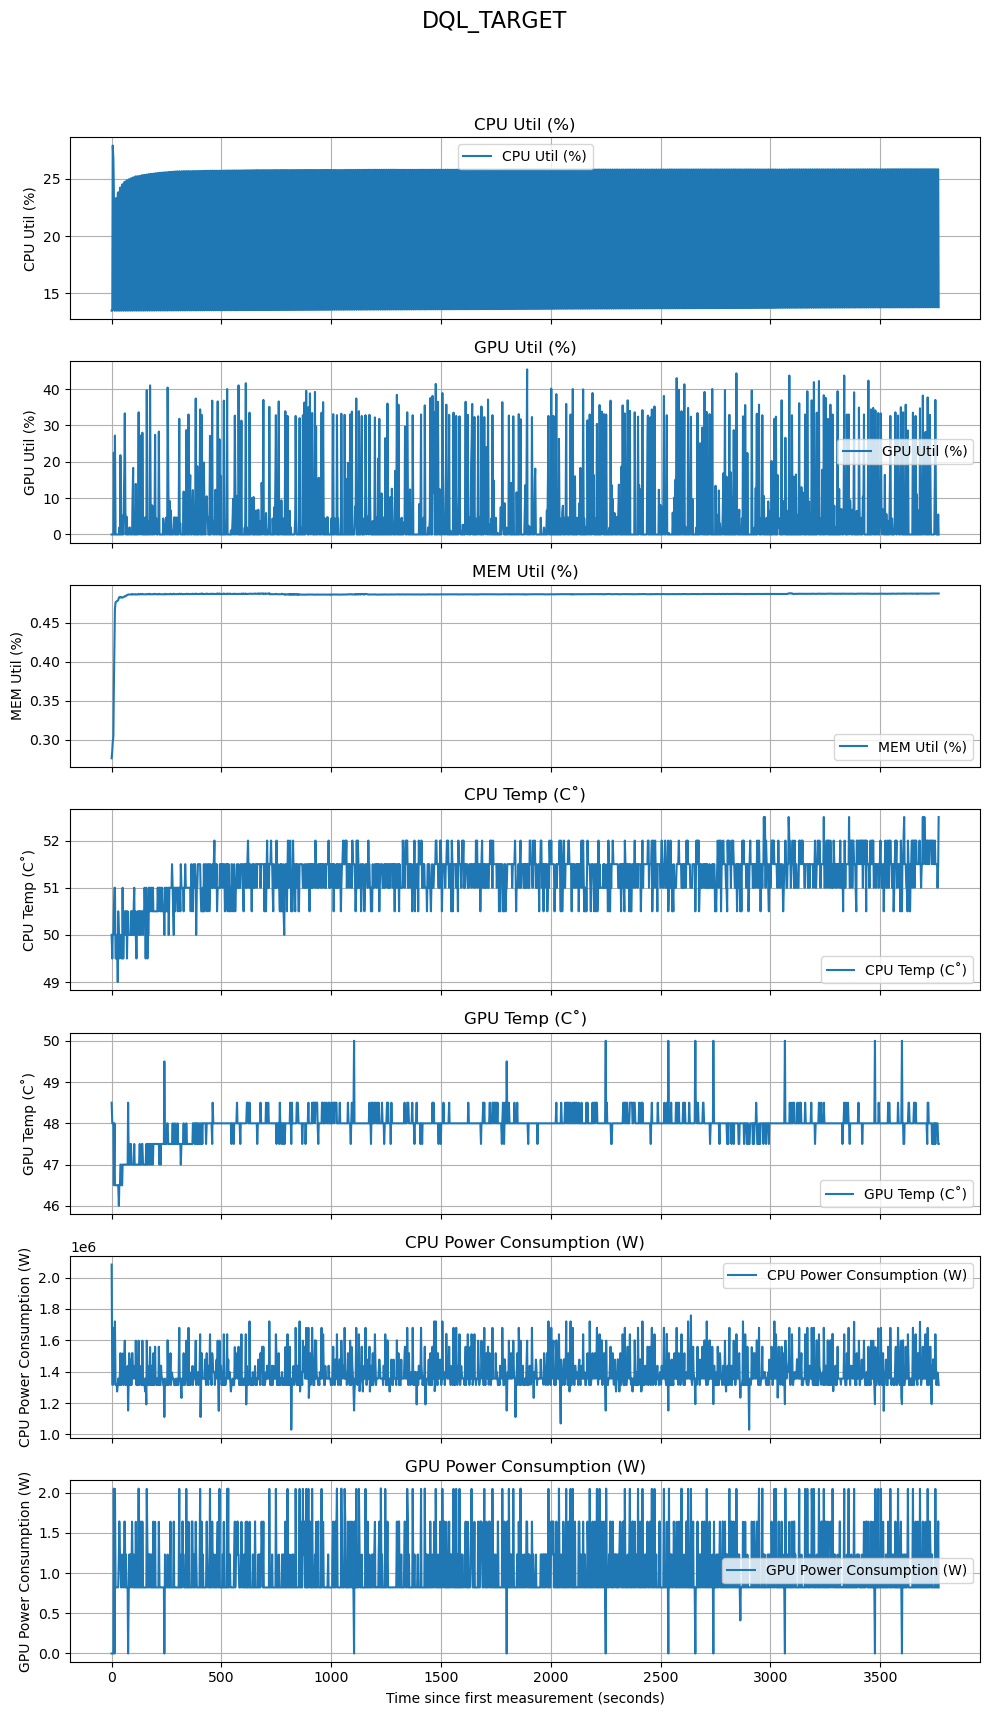 DQL_TARGET
CPU Util (%)
CPU Util (%)
25
20
15
CPU Util (%)
GPU Util (%)
GPU Util (%)
40
30
20
10
0
GPU Util (%)
MEM Util (%)
MEM Util (%)
0.45
0.40
0.35
0.30
MEM Util (%)
CPU Temp (C˚)
CPU Temp (C˚)
52
51
50
49
CPU Temp (C˚)
GPU Temp (C˚)
GPU Temp (C˚)
50
49
48
47
46
GPU Temp (C˚)
CPU Power Consumption (W)
1e6
CPU Power Consumption (W)
2.0
1.8
1.6
1.4
1.2
1.0
CPU Power Consumption (W)
GPU Power Consumption (W)
GPU Power Consumption (W)
2.0
1.5
1.0
0.5
0.0
GPU Power Consumption (W)
0 500 1000 1500 2000 2500 3000 3500
Time since first measurement (seconds)